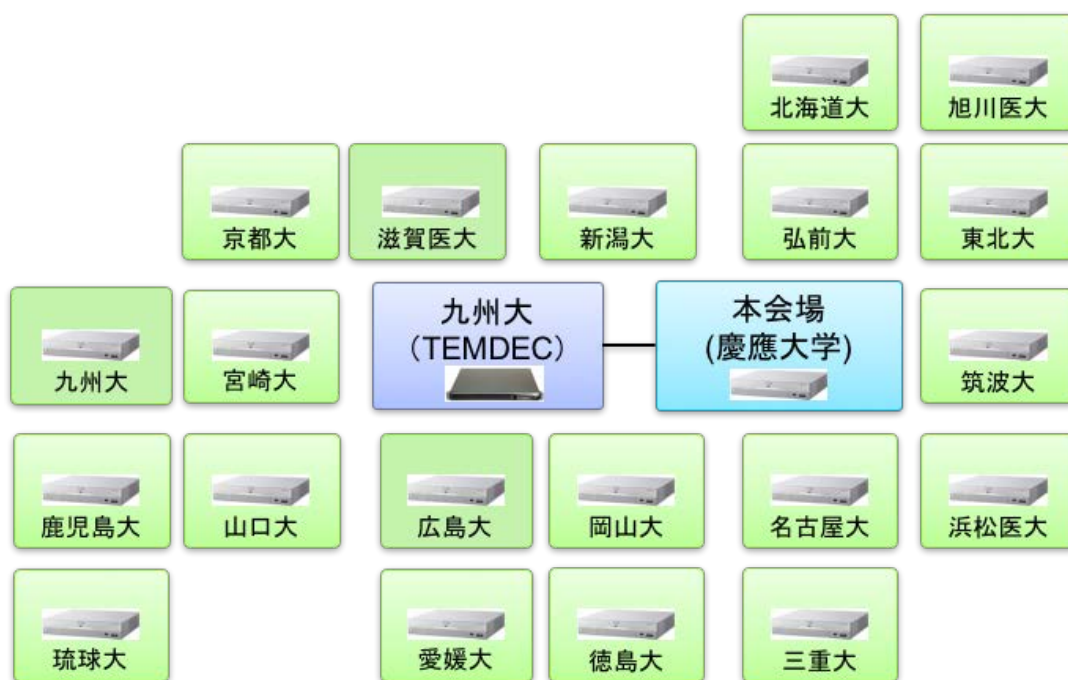 北海道大
旭川医大
京都大
滋賀医大
新潟大
弘前大
東北大
九州大
宮崎大
九州大
（TEMDEC）
本会場
(慶應大学)
筑波大
鹿児島大
山口大
広島大
岡山大
名古屋大
浜松医大
琉球大
愛媛大
徳島大
三重大